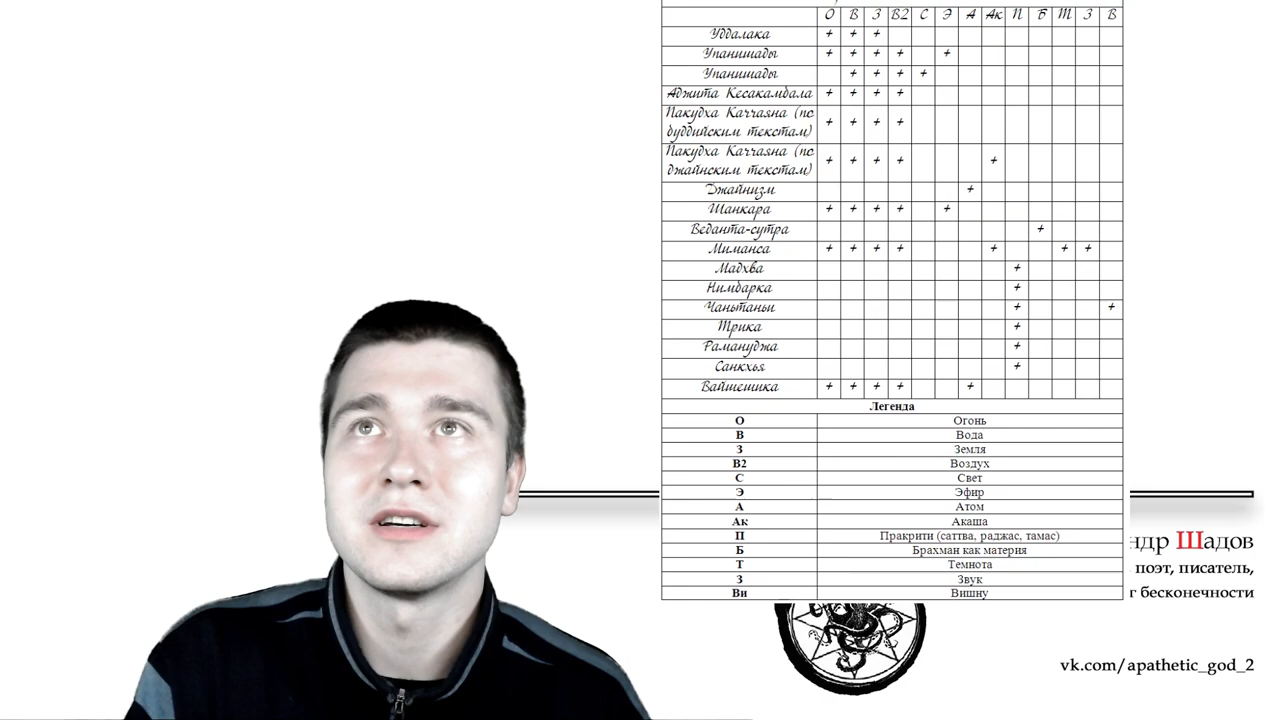 О В З В2 С Э А Ак П Б Т З В
Уддалака + + +
Упанишады + + + + +
Упанишады + + + +
Аджита Кесакамбала + + + +
Пакудха Каччаяна (по
буддийским текстам) + + + +
Пакудха Каччаяна (по
джайнским текстам) + + + + +
Джайнизм +
Шанкара + + + + +
Веданта-сутра +
Миманса + + + + + + +
Мадхва +
Нимбарка +
Чаньтаньи + +
Трика +
Рамануджа +
Санкхья +
Вайшешика + + + + +
Легенда
О Огонь
В Вода
З Земля
В2 Воздух
С Свет
Э Эфир
А Атом
Ак Акаша
П Пракрити (саттва, раджас, тамас)
Б Брахман как материя
Т Темнота
З Звук
Ви Вишну
ндр Шадов
поэт, писатель,
г бесконечности
vk.com/apathetic_god_2